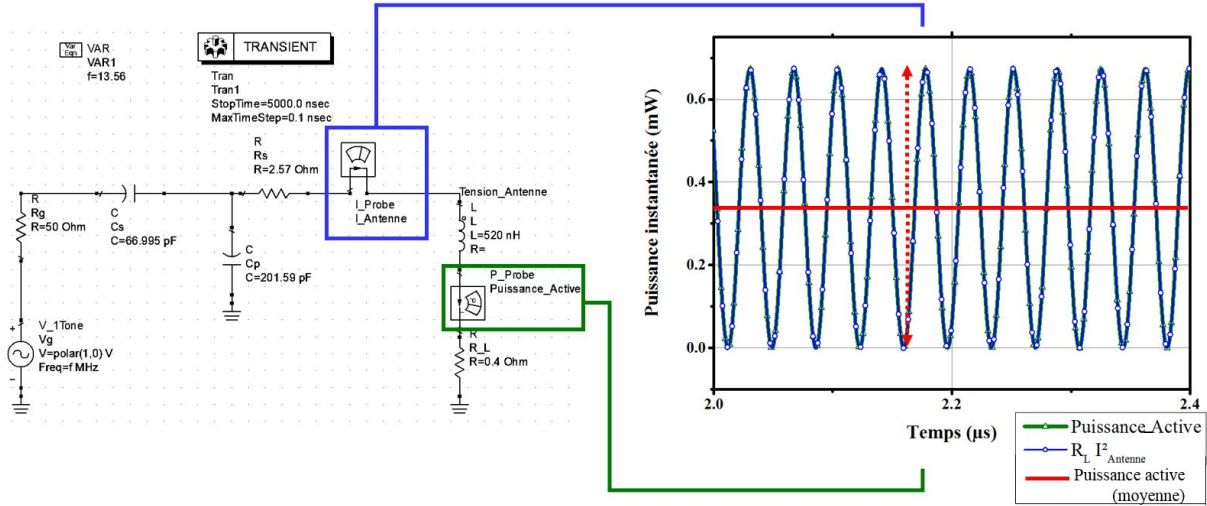 Var
Eqn
VAR
VAR1
f=13.56
TRANSIENT
Tran
Tran1
StopTime=5000.0 nsec
MaxTimeStep=0.1 nsec
R
Rg
R=50 Ohm
C
Cs
C=66.995 pF
C
Cp
C=201.59 pF
R
Rs
R=2.57 Ohm
I_Probe
I_Antenne
Tension_Antenne
L
L
L=520 nH
R=
P_Probe
Puissance_Active
R
R_L
R=0.4 Ohm
+
-
V_1Tone
Vg
V=polar(1,0) V
Freq=f MHz
Puissance instantanée (mW)
0.6
0.4
0.2
0.0
2.0
2.2
2.4
Temps (µs)
Puissance_Active
R_L I²_Antenne
Puissance active
(moyenne)